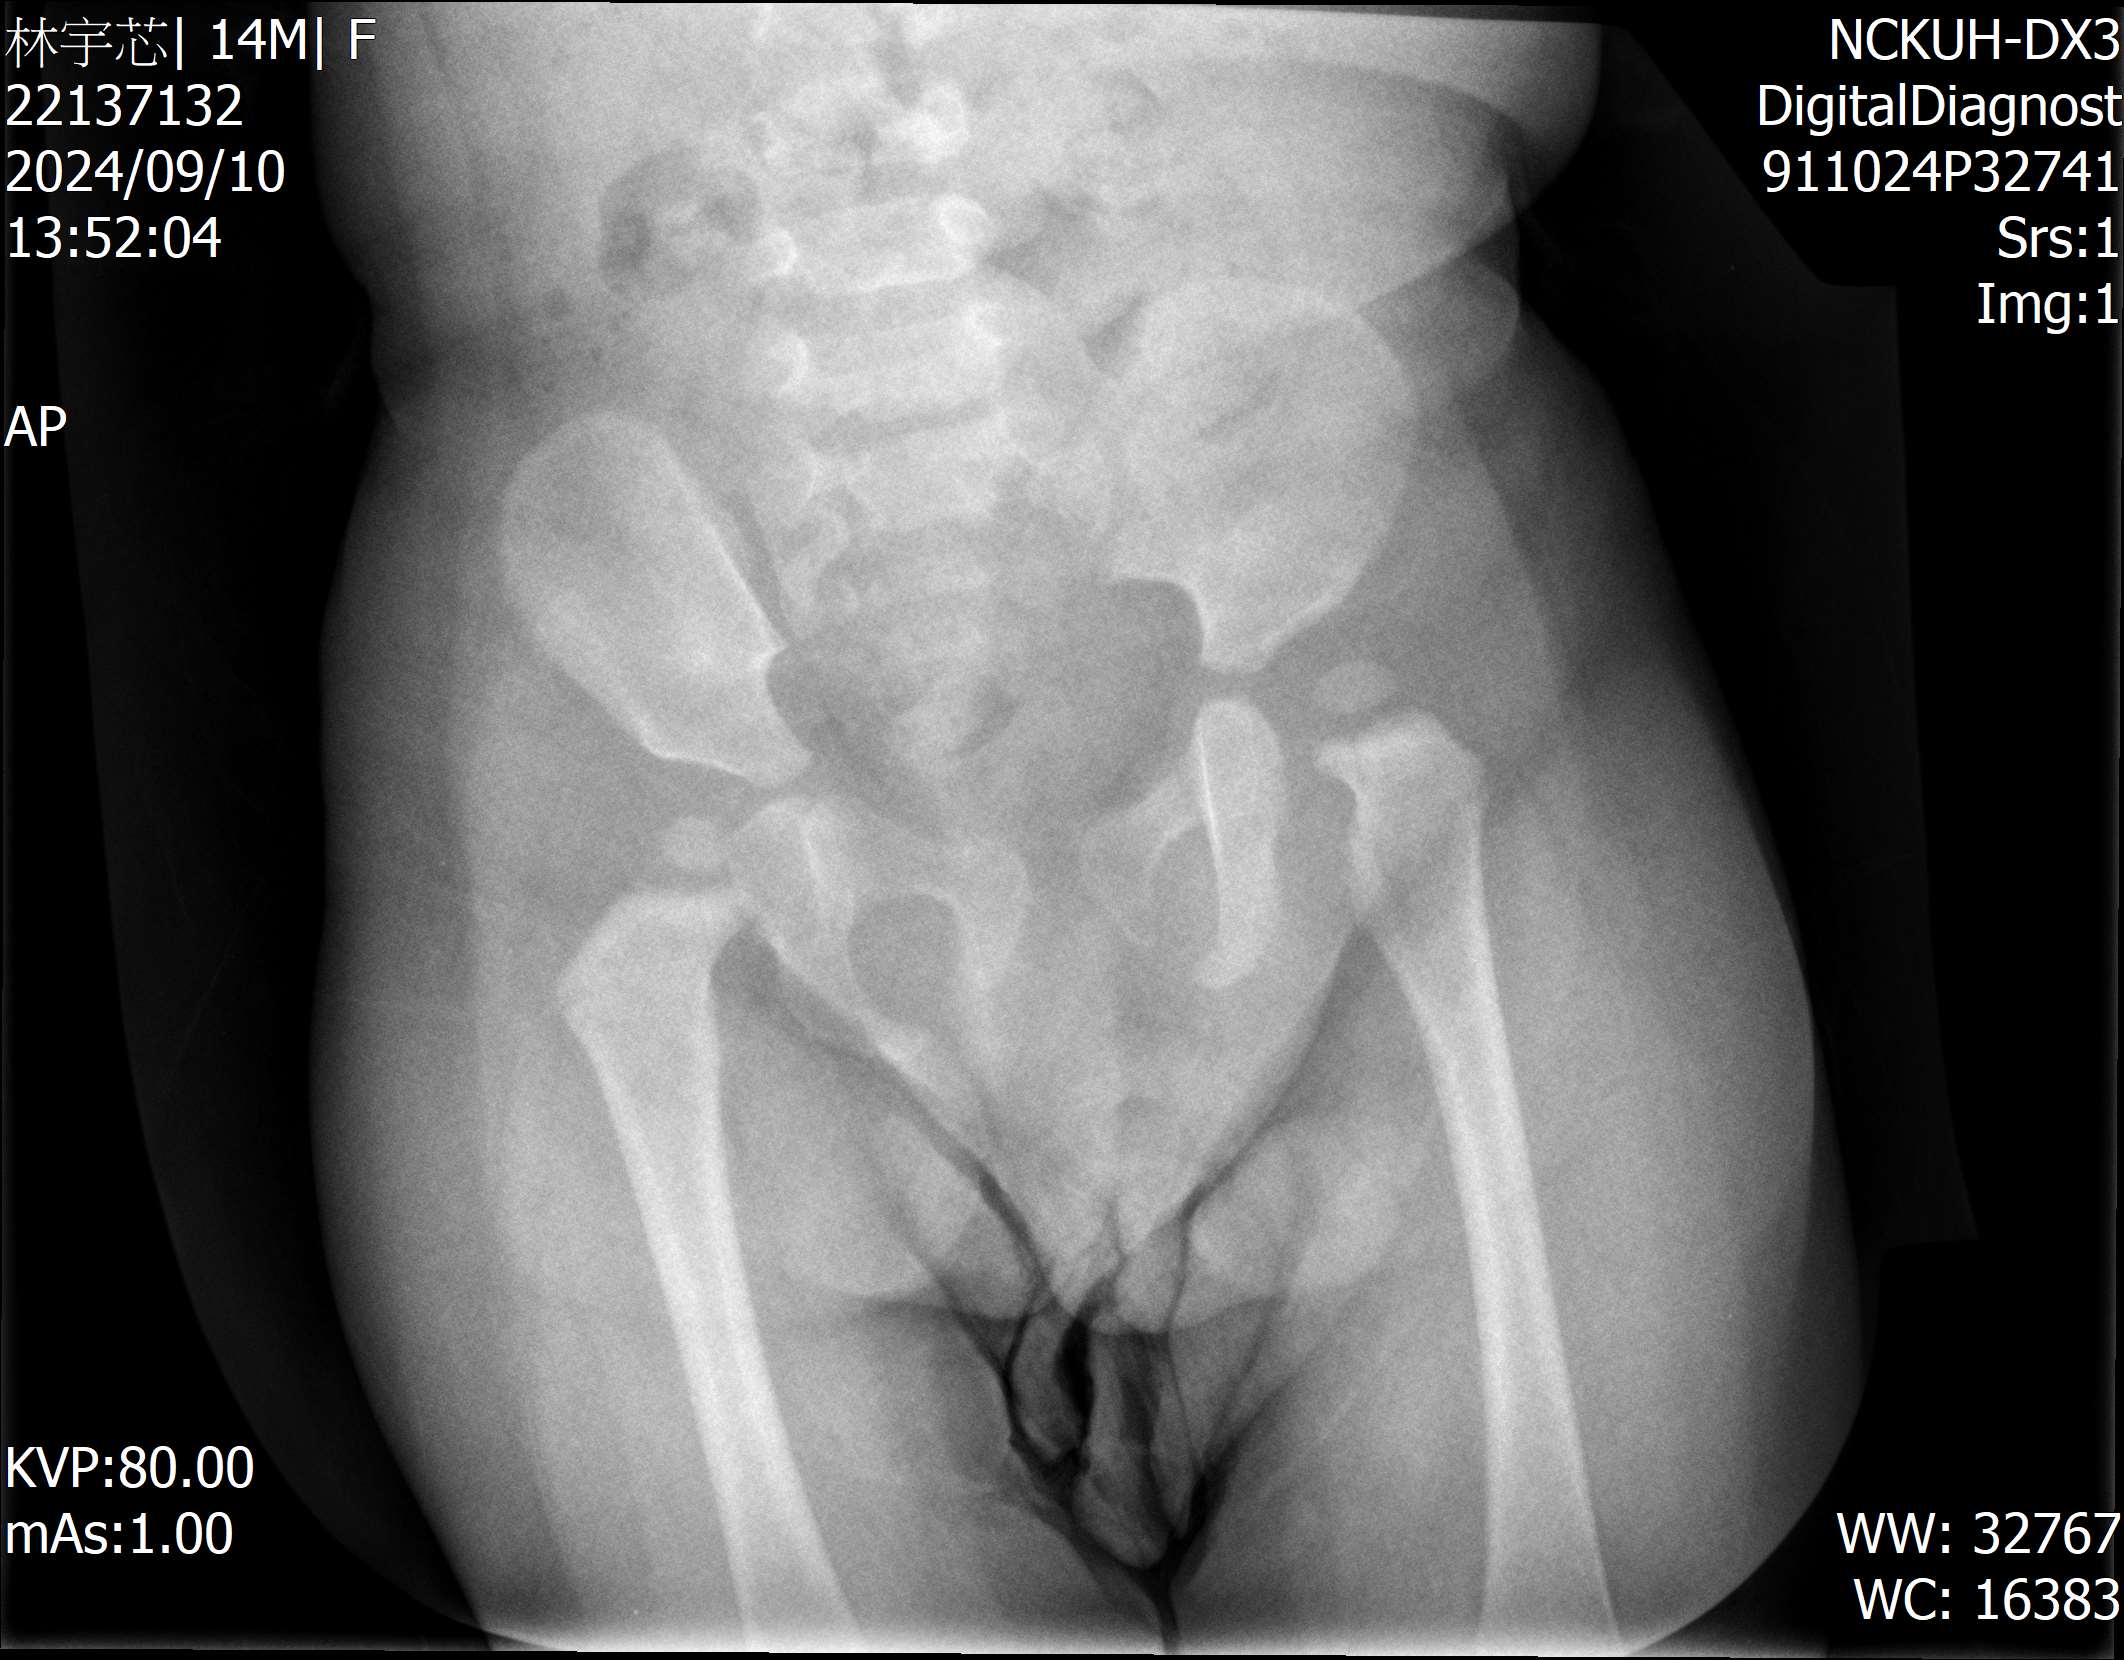 林宇芯| 14M| F
22137132
2024/09/10
13:52:04
AP
NCKUH-DX3
DigitalDiagnost
911024P32741
Srs:1
Img:1
KVP:80.00
mAs:1.00
WW: 32767
WC: 16383